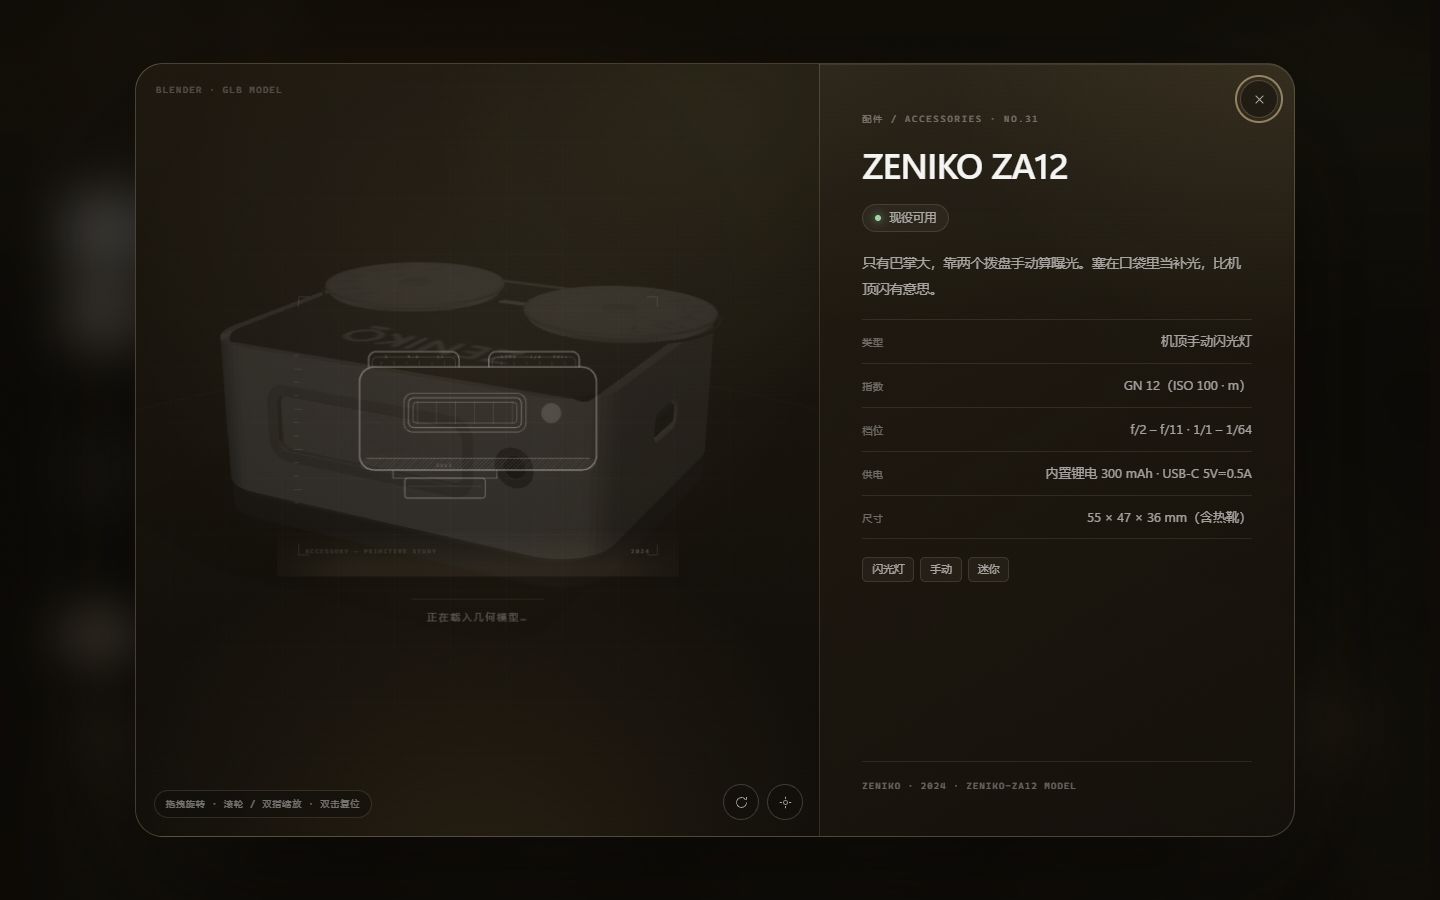 BLENDER · GLB MODEL
ZENIKO
ACCESSORY — PRIMITIVE STUDY
2024
正在载入几何模型…
拖拽旋转 · 滚轮 / 双指缩放 · 双击复位
配件 / ACCESSORIES · NO.31
ZENIKO ZA12
现役可用
只有巴掌大，靠两个拨盘手动算曝光。塞在口袋里当补光，比机
顶闪有意思。
类型 机顶手动闪光灯
指数 GN 12（ISO 100 · m）
档位 f/2 – f/11 · 1/1 – 1/64
供电 内置锂电 300 mAh · USB-C 5V=0.5A
尺寸 55 × 47 × 36 mm（含热靴）
闪光灯 手动 迷你
ZENIKO · 2024 · ZENIKO-ZA12 MODEL